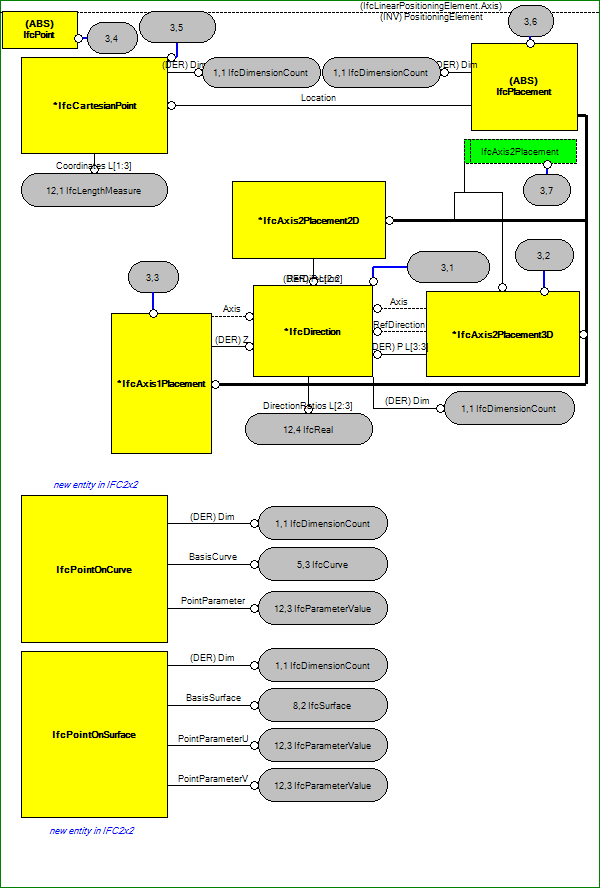 (IfcLinearPositioningElement.Axis)
(INV) PositioningElement
(ABS)
IfcPoint
3,4
3,5
3,6
(DER) Dim
1,1 IfcDimensionCount
1,1 IfcDimensionCount
DER) Dim
(ABS)
IfcPlacement
*IfcCartesianPoint
Location
Coordinates L[1:3]
12,1 IfcLengthMeasure
IfcAxis2Placement
3,7
*IfcAxis2Placement2D
3,3
3,1
3,2
Axis
(DER) Z
*IfcDirection
Axis
RefDirection
DER) P L[3:3]
*IfcAxis2Placement3D
*IfcAxis1Placement
DirectionRatios L[2:3]
12,4 IfcReal
(DER) Dim
1,1 IfcDimensionCount
new entity in IFC2x2
IfcPointOnCurve
(DER) Dim
1,1 IfcDimensionCount
BasisCurve
5,3 IfcCurve
PointParameter
12,3 IfcParameterValue
IfcPointOnSurface
(DER) Dim
1,1 IfcDimensionCount
BasisSurface
8,2 IfcSurface
PointParameterU
12,3 IfcParameterValue
PointParameterV
12,3 IfcParameterValue
new entity in IFC2x2